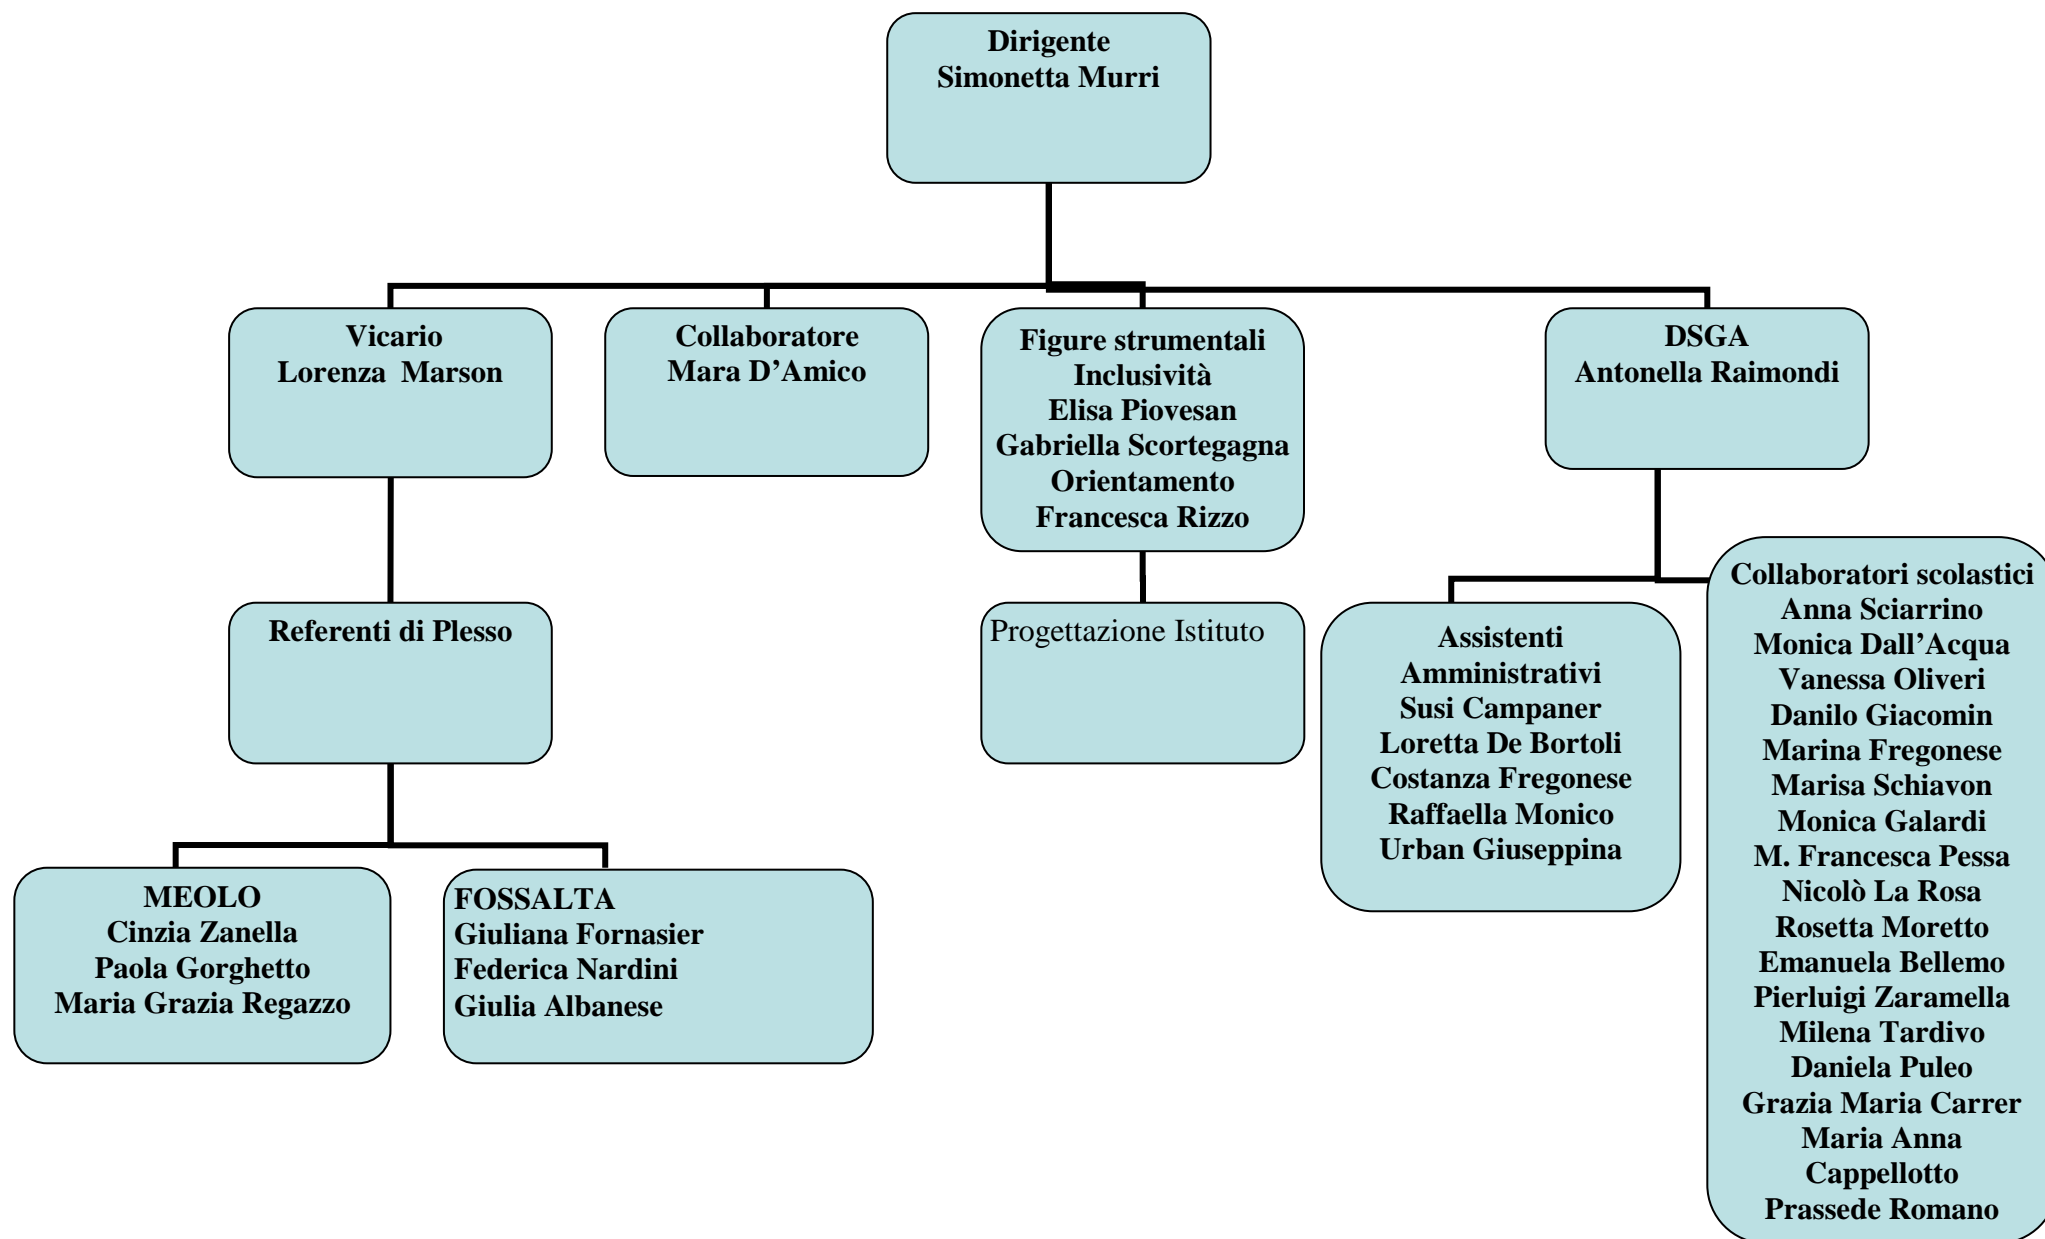 Dirigente
Simonetta Murri
Vicario
Lorenza  Marson
Collaboratore
Mara D’Amico
Figure strumentali
Inclusività
Elisa Piovesan
Gabriella Scortegagna
Orientamento
Francesca Rizzo
DSGA
Antonella Raimondi
Referenti di Plesso
Progettazione Istituto
Assistenti
Amministrativi
Susi Campaner
Loretta De Bortoli
Costanza Fregonese
Raffaella Monico
Urban Giuseppina
Collaboratori scolastici
Anna Sciarrino
Monica Dall’Acqua
Vanessa Oliveri
Danilo Giacomin
Marina Fregonese
Marisa Schiavon
Monica Galardi
M. Francesca Pessa
Nicolò La Rosa
Rosetta Moretto
Emanuela Bellemo
Pierluigi Zaramella
Milena Tardivo
Daniela Puleo
Grazia Maria Carrer
Maria Anna
Cappellotto
Prassede Romano
MEOLO
Cinzia Zanella
Paola Gorghetto
Maria Grazia Regazzo
FOSSALTA
Giuliana Fornasier
Federica Nardini
Giulia Albanese